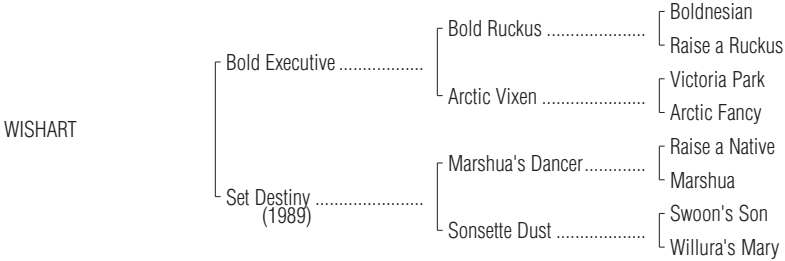 Boldnesian
Bold Ruckus .....................
Raise a Ruckus
Bold Executive ..................
Victoria Park
Arctic Vixen ......................
Arctic Fancy
WISHART
Raise a Native
Marshua's Dancer.............
Marshua
Set Destiny .......................
(1989)
Swoon's Son
Sonsette Dust ...................
Willura's Mary